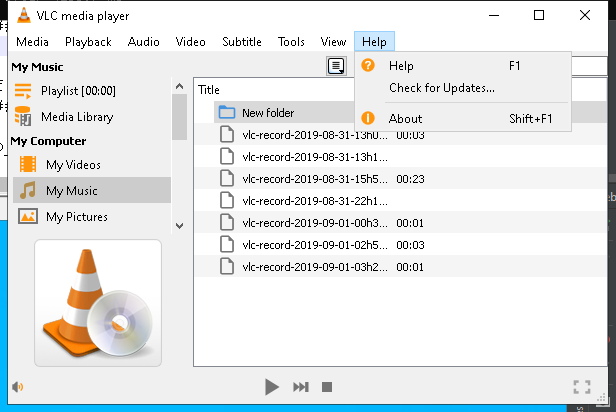 VLC media player
Media Playback Audio Video Subtitle Tools View Help
My Music
Playlist [00:00]
Media Library
My Computer
My Videos
My Music
My Pictures
Help F1
Check for Updates...
About Shift+F1
Title
New folder
vlc-record-2019-08-31-13h0... 00:03
vlc-record-2019-08-31-13h1...
vlc-record-2019-08-31-15h5... 00:23
vlc-record-2019-08-31-22h1...
vlc-record-2019-09-01-00h3... 00:01
vlc-record-2019-09-01-02h5... 00:03
vlc-record-2019-09-01-03h2... 00:01